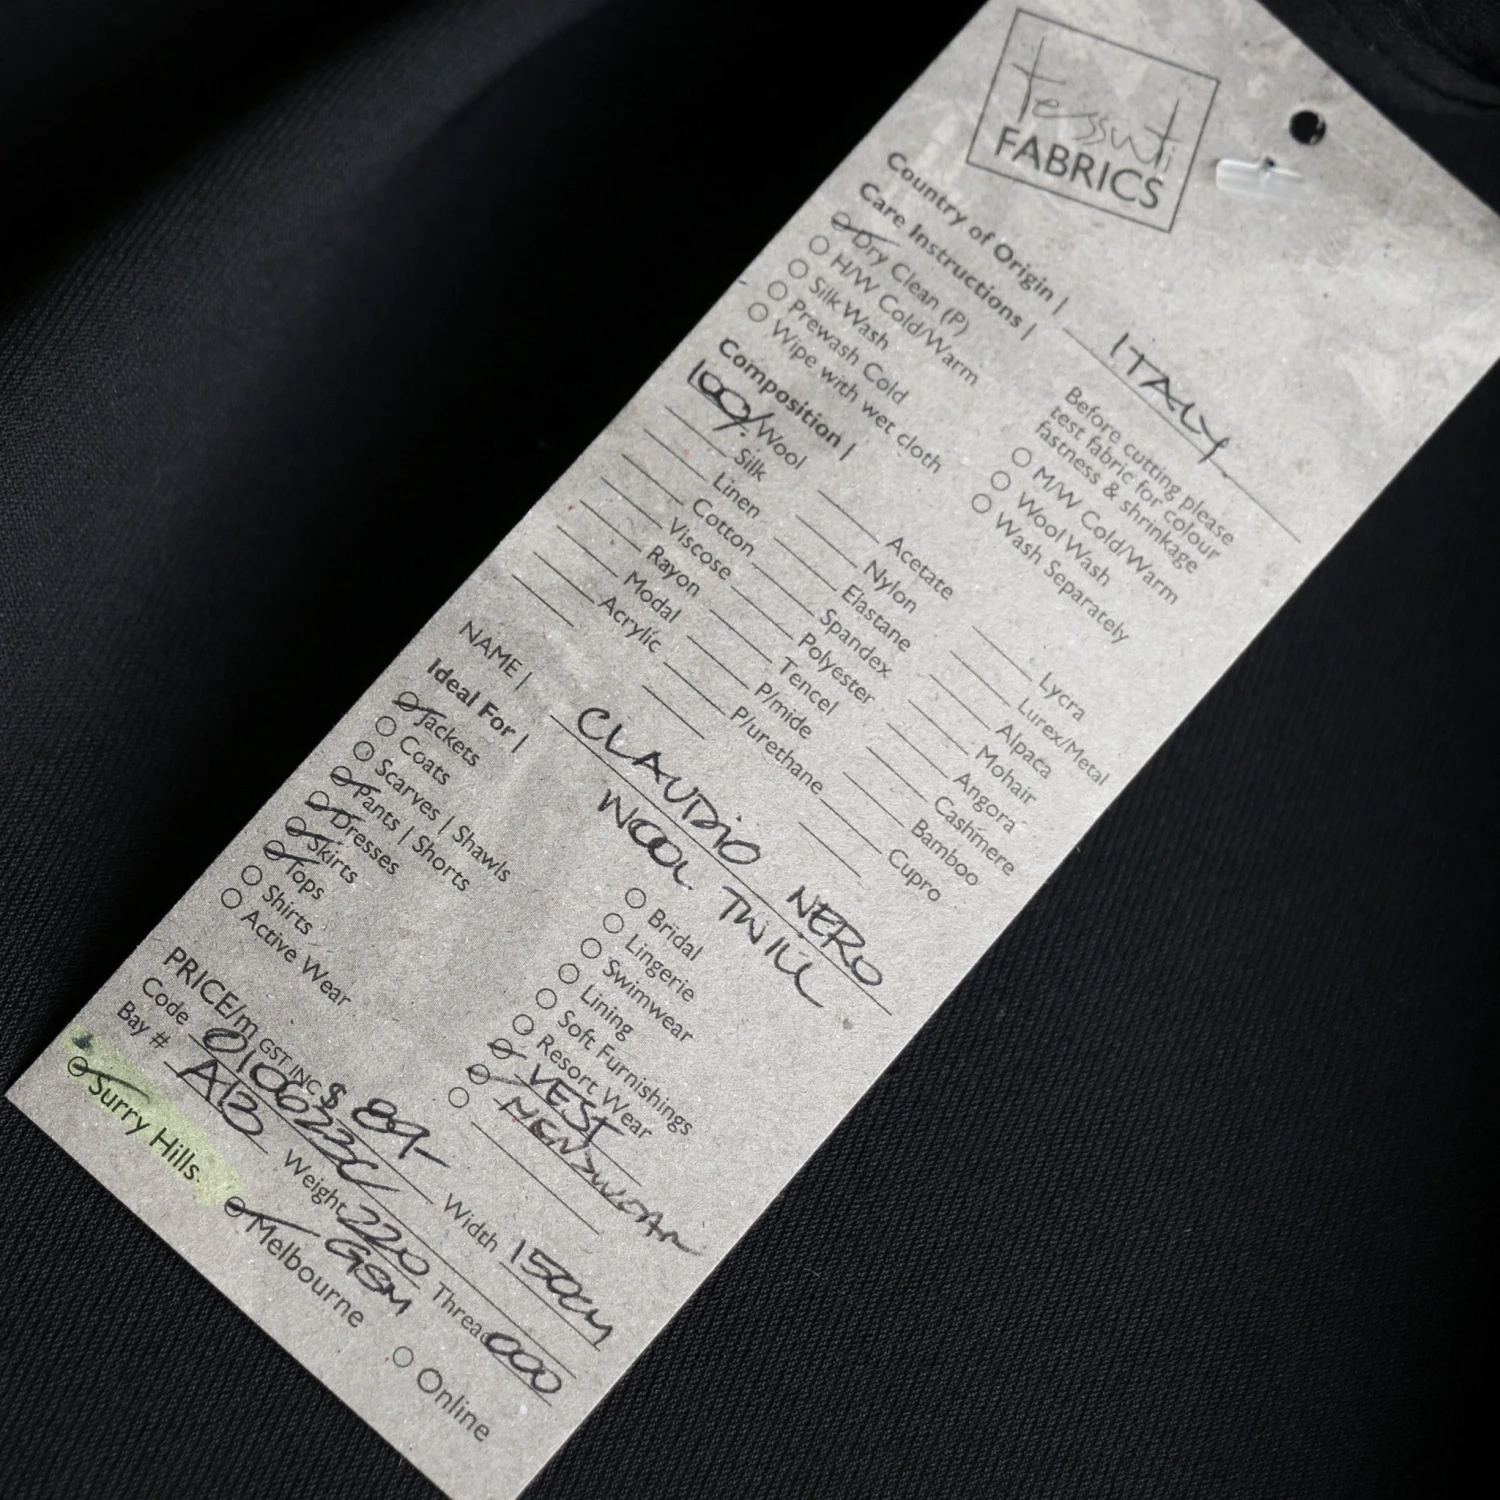 tessuti
FABRICS
Country of Origin | ITALY
Care Instructions |
Dry Clean (P)
H/W Cold/Warm
Silk Wash
Prewash Cold
Wipe with wet cloth
Before cutting please
test fabric for colour
fastness & shrinkage
M/W Cold/Warm
Wool Wash
Wash Separately
Composition |
100% Wool
Silk
Linen
Cotton
Viscose
Rayon
Modal
Acrylic
Acetate
Nylon
Elastane
Spandex
Polyester
Tencel
P/mide
P/urethane
Lycra
Lurex/Metal
Alpaca
Mohair
Angora
Cashmere
Bamboo
Cupro
NAME | CLAUDIO NERO
WOOL TWILL
Ideal For |
Jackets
Coats
Scarves | Shawls
Pants | Shorts
Dresses
Skirts
Tops
Shirts
Active Wear
Bridal
Lingerie
Swimwear
Lining
Soft Furnishings
Resort Wear
VEST
MENSWEAR
PRICE/m GST INC $ 89- Width 150cm
Code 010623C Weight 220 GSM Thread 000
Bay # A13
Surry Hills
Melbourne
Online